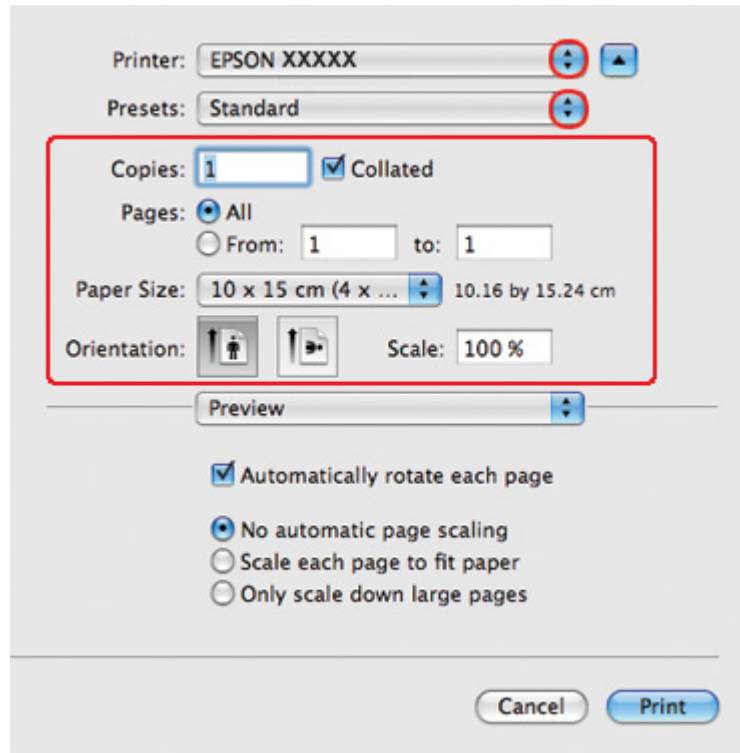 Printer: EPSON XXXXX
Presets: Standard
Copies: 1 Collated
Pages: All
From: 1 to: 1
Paper Size: 10 x 15 cm (4 x ... 10.16 by 15.24 cm
Orientation: Scale: 100 %
Preview
Automatically rotate each page
No automatic page scaling
Scale each page to fit paper
Only scale down large pages
Cancel Print